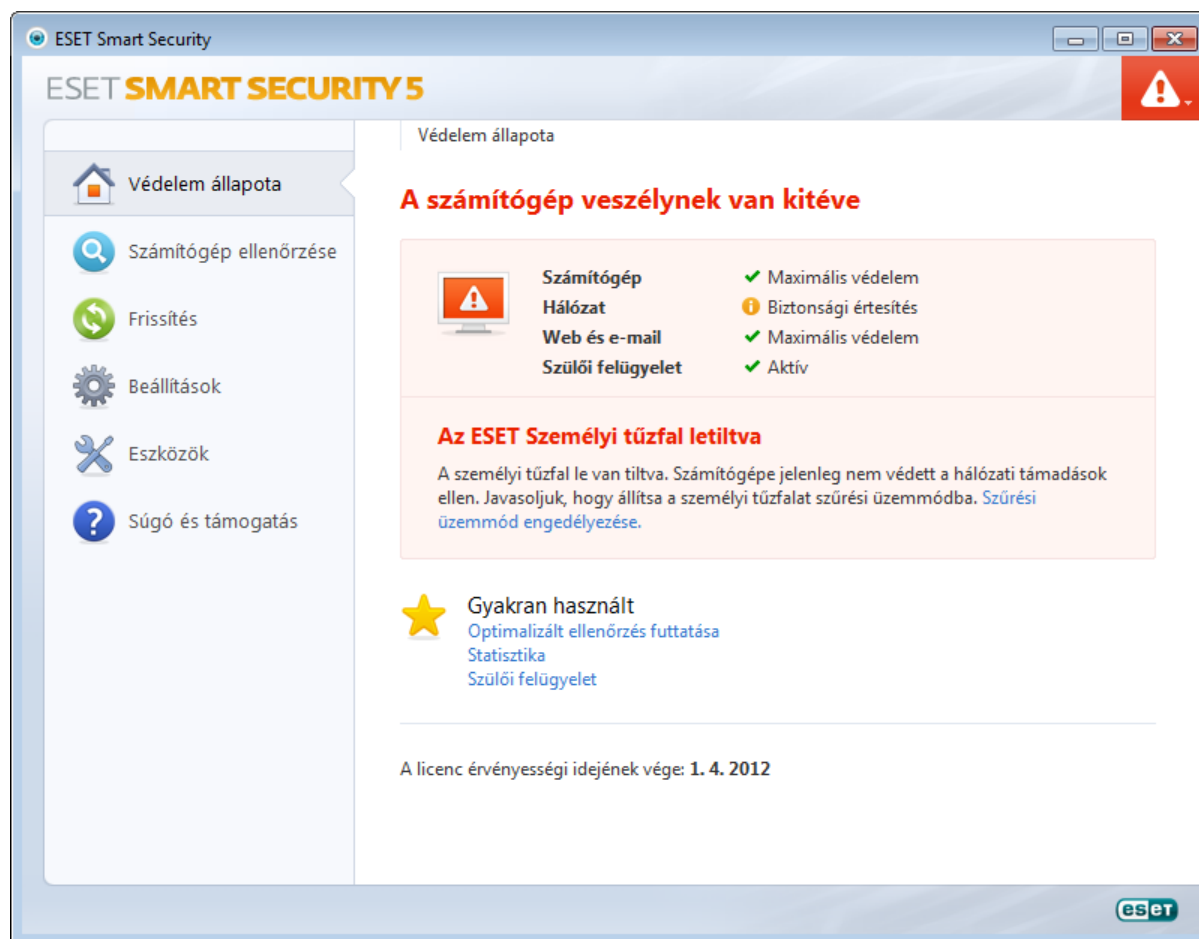 ESET Smart Security
ESET SMART SECURITY 5
Védelem állapota
Számítógép ellenőrzése
Frissítés
Beállítások
Eszközök
Súgó és támogatás
Védelem állapota
A számítógép veszélynek van kitéve
Számítógép Maximális védelem
Hálózat Biztonsági értesítés
Web és e-mail Maximális védelem
Szülői felügyelet Aktív
Az ESET Személyi tűzfal letiltva
A személyi tűzfal le van tiltva. Számítógépe jelenleg nem védett a hálózati támadások
ellen. Javasoljuk, hogy állítsa a személyi tűzfalat szűrési üzemmódba. Szűrési
üzemmód engedélyezése.
Gyakran használt
Optimalizált ellenőrzés futtatása
Statisztika
Szülői felügyelet
A licenc érvényességi idejének vége: 1. 4. 2012
eset